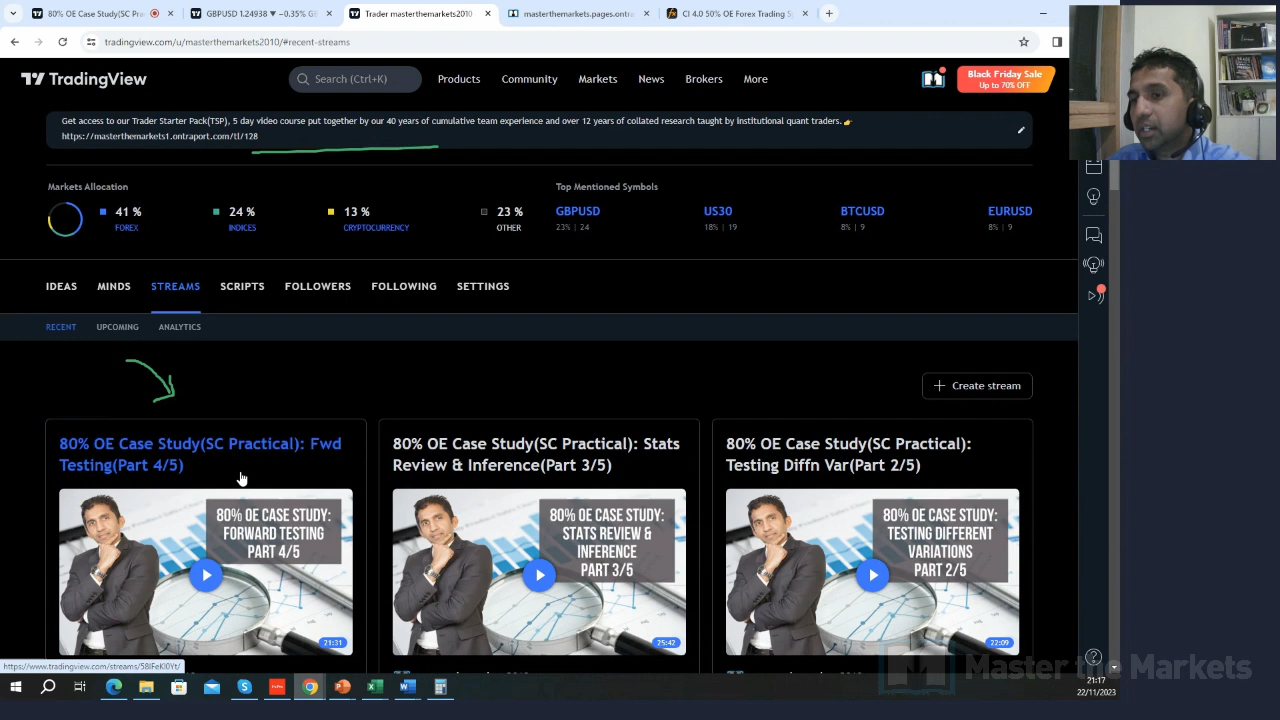 80% OE Case Study(SC Pra
GBPUSD 1.24938 ▼ −0.35% GB
Trader masterthemarkets2010
masterthemarkets.pages.ontra
CI 4.0 50% OE Forex Trading S
tradingview.com/u/masterthemarkets2010/#recent-streams
TradingView
Search (Ctrl+K)
Products
Community
Markets
News
Brokers
More
Black Friday Sale
Up to 70% OFF
Get access to our Trader Starter Pack(TSP), 5 day video course put together by our 40 years of cumulative team experience and over 12 years of collated research taught by Institutional quant traders. 👉
https://masterthemarkets1.ontraport.com/tl/128
Markets Allocation
41 %
FOREX
24 %
INDICES
13 %
CRYPTOCURRENCY
23 %
OTHER
Top Mentioned Symbols
GBPUSD
23% | 24
US30
18% | 19
BTCUSD
8% | 9
EURUSD
8% | 9
IDEAS
MINDS
STREAMS
SCRIPTS
FOLLOWERS
FOLLOWING
SETTINGS
RECENT
UPCOMING
ANALYTICS
Create stream
80% OE Case Study(SC Practical): Fwd
Testing(Part 4/5)
80% OE CASE STUDY:
FORWARD TESTING
PART 4/5
21:31
80% OE Case Study(SC Practical): Stats
Review & Inference(Part 3/5)
80% OE CASE STUDY:
STATS REVIEW &
INFERENCE
PART 3/5
25:42
80% OE Case Study(SC Practical):
Testing Diffn Var(Part 2/5)
80% OE CASE STUDY:
TESTING DIFFERENT
VARIATIONS
PART 2/5
22:09
Master the Markets
21:17
22/11/2023